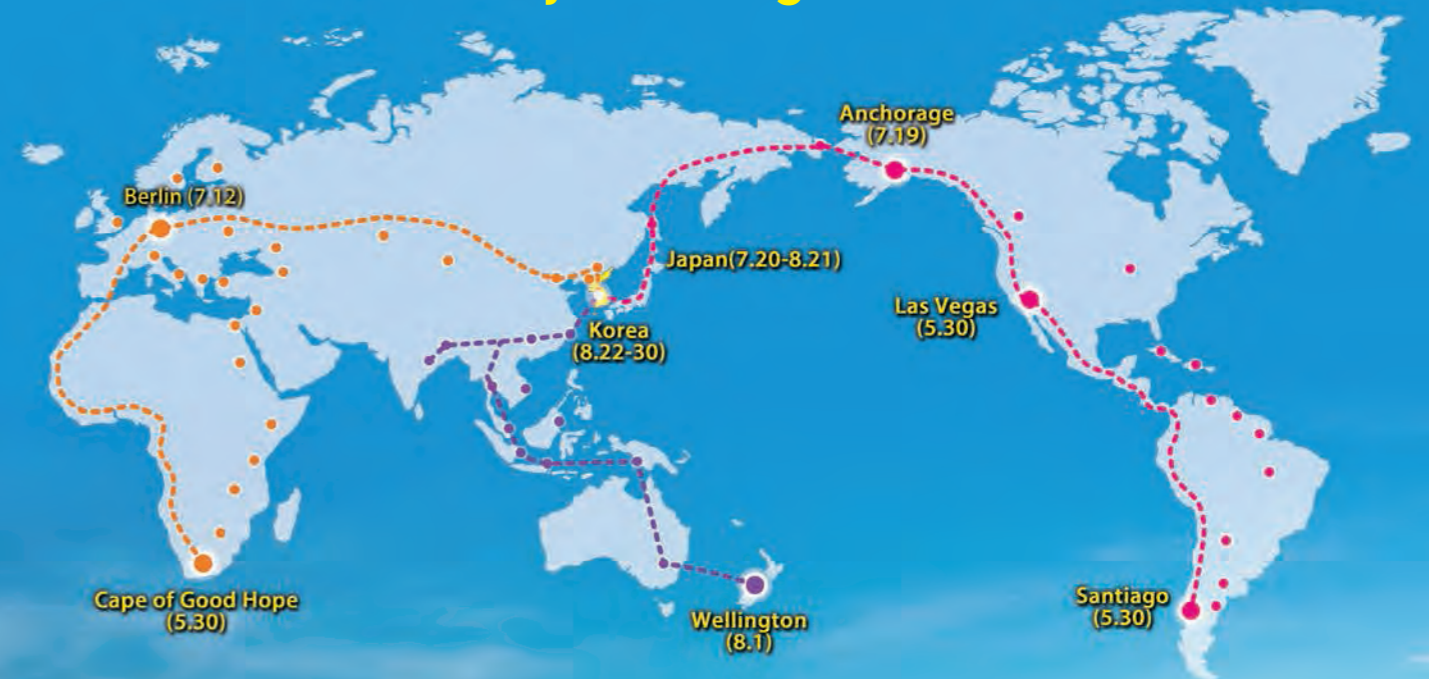 Anchorage
(7.19)
Berlin (7.12)
Japan(7.20-8.21)
Las Vegas
(5.30)
Korea
(8.22-30)
Cape of Good Hope
(5.30)
Wellington
(8.1)
Santiago
(5.30)